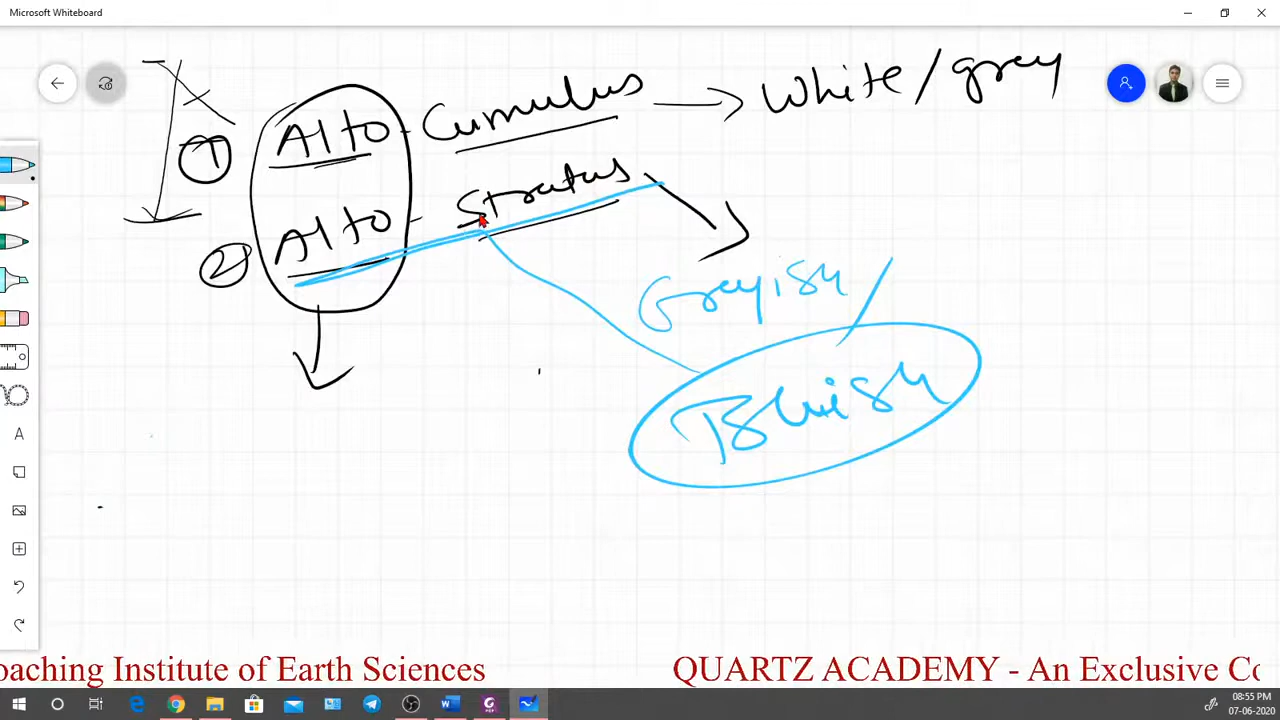 Microsoft Whiteboard
① Alto - Cumulus → White / grey
② Alto - Stratus
Greyish /
Bluish
A
oaching Institute of Earth Sciences QUARTZ ACADEMY - An Exclusive Co
08:55 PM
07-06-2020